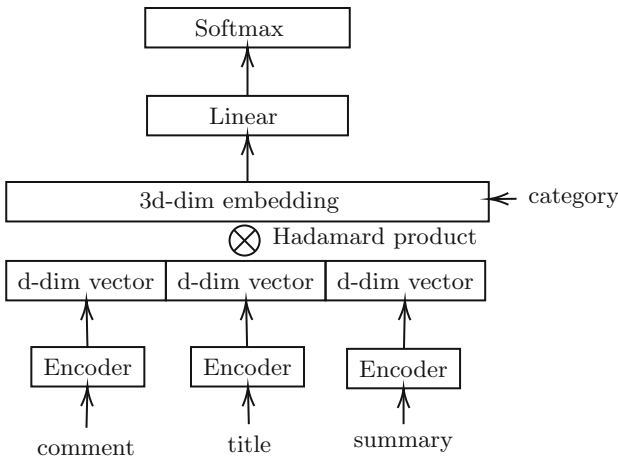 Softmax
Linear
3d-dim embedding
category
Hadamard product
d-dim vector d-dim vector d-dim vector
Encoder Encoder Encoder
comment title summary